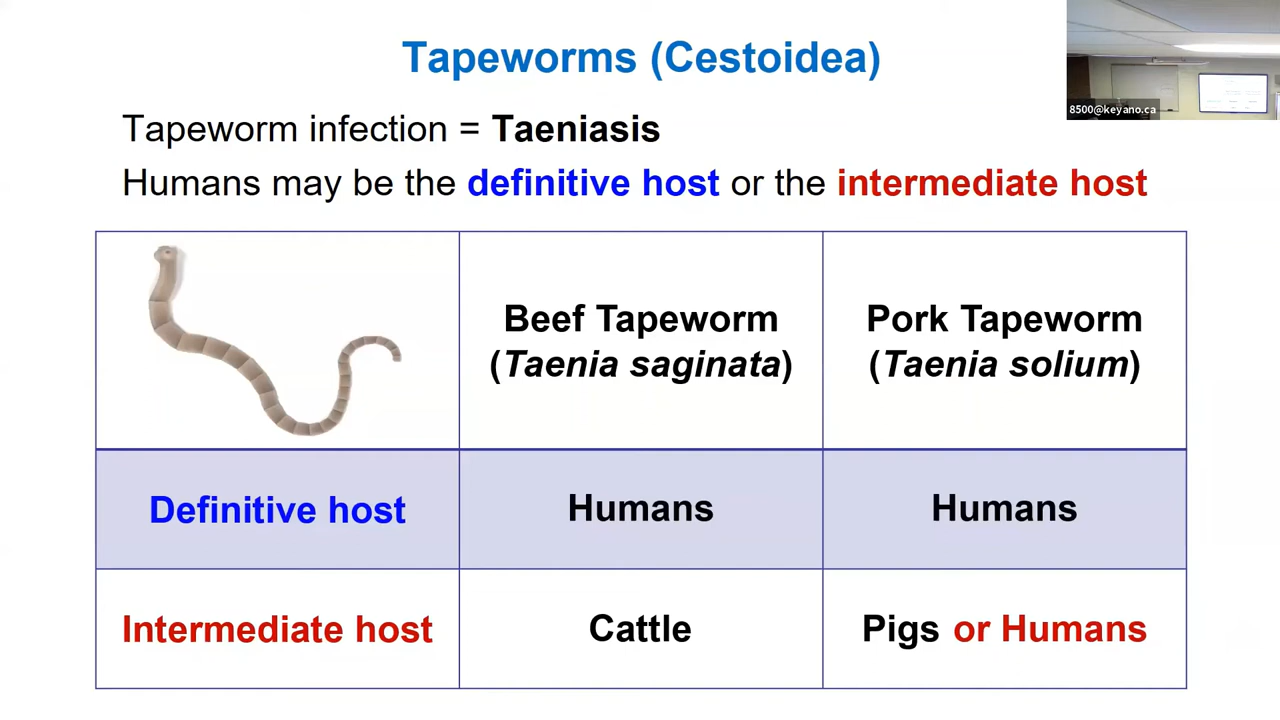 Tapeworms (Cestoidea)
8500@keyano.ca
Tapeworm infection = Taeniasis
Humans may be the definitive host or the intermediate host
Beef Tapeworm
(Taenia saginata)
Pork Tapeworm
(Taenia solium)
Definitive host
Humans
Humans
Intermediate host
Cattle
Pigs or Humans